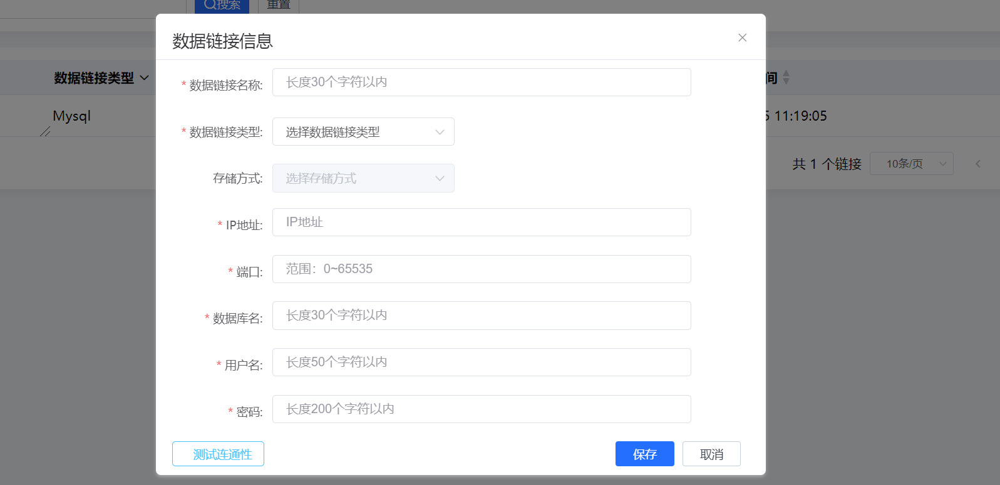 搜索 重置
数据链接信息
数据链接类型 间
* 数据链接名称: 长度30个字符以内
Mysql 5 11:19:05
* 数据链接类型: 选择数据链接类型
共 1 个链接 10条/页
存储方式: 选择存储方式
* IP地址: IP地址
* 端口: 范围：0~65535
* 数据库名: 长度30个字符以内
* 用户名: 长度50个字符以内
* 密码: 长度200个字符以内
测试连通性 保存 取消